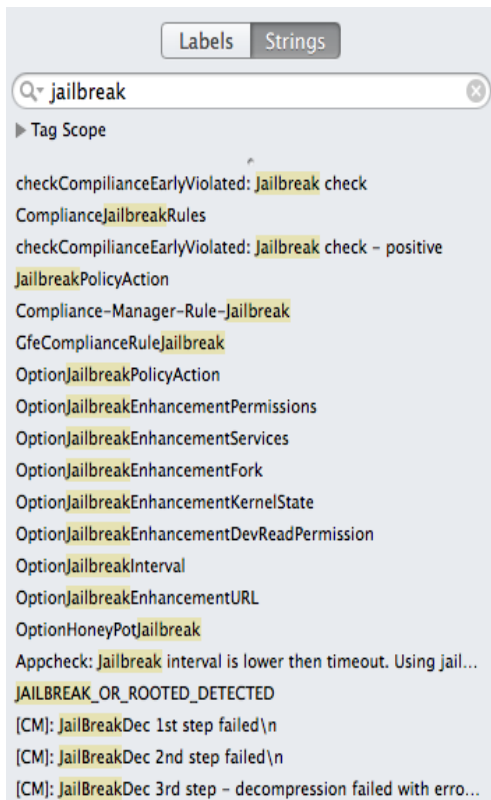 Labels Strings
jailbreak
Tag Scope
checkCompilianceEarlyViolated: Jailbreak check
ComplianceJailbreakRules
checkCompilianceEarlyViolated: Jailbreak check – positive
JailbreakPolicyAction
Compliance-Manager-Rule-Jailbreak
GfeComplianceRuleJailbreak
OptionJailbreakPolicyAction
OptionJailbreakEnhancementPermissions
OptionJailbreakEnhancementServices
OptionJailbreakEnhancementFork
OptionJailbreakEnhancementKernelState
OptionJailbreakEnhancementDevReadPermission
OptionJailbreakInterval
OptionJailbreakEnhancementURL
OptionHoneyPotJailbreak
Appcheck: Jailbreak interval is lower then timeout. Using jail...
JAILBREAK_OR_ROOTED_DETECTED
[CM]: JailBreakDec 1st step failed\n
[CM]: JailBreakDec 2nd step failed\n
[CM]: JailBreakDec 3rd step – decompression failed with erro...